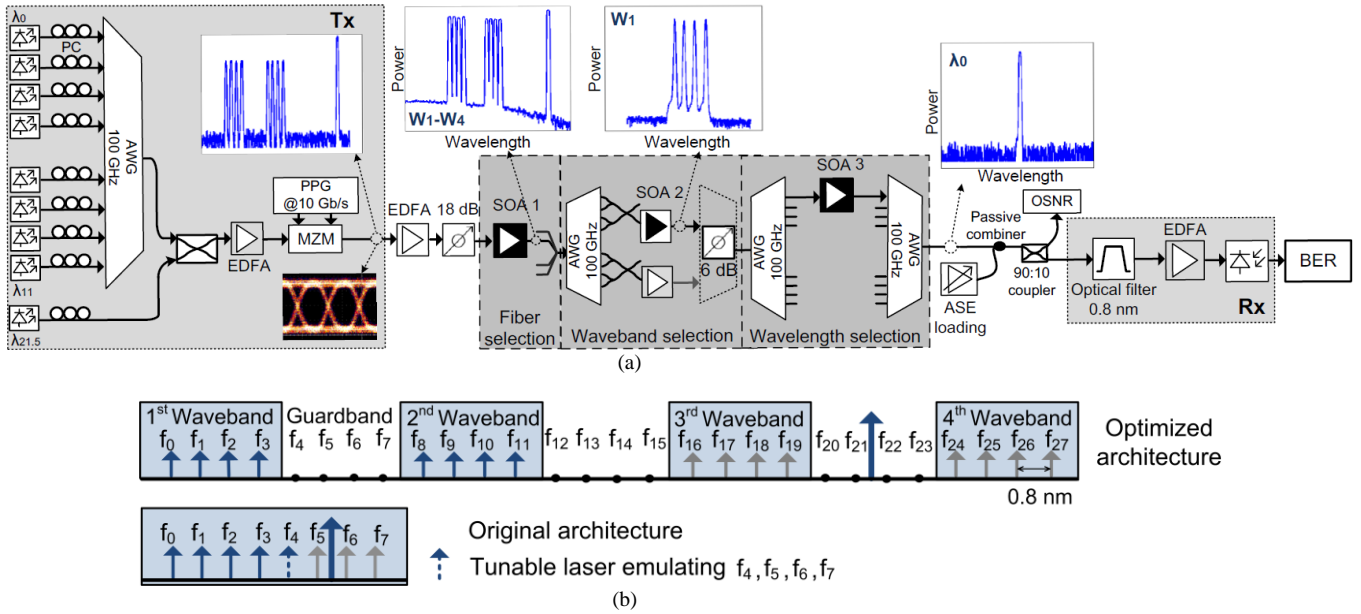 λ0
PC
λ11
λ21.5
AWG
100 GHz
Tx
EDFA
PPG
@10 Gb/s
MZM
EDFA
18 dB
Power
W1-W4
Wavelength
W1
Power
Wavelength
SOA 1
Fiber
selection
AWG
100 GHz
SOA 2
6 dB
Waveband selection
AWG
100 GHz
SOA 3
AWG
100 GHz
Wavelength selection
λ0
Power
Wavelength
Passive
combiner
OSNR
ASE
loading
90:10
coupler
Optical filter
0.8 nm
EDFA
Rx
BER
(a)
1st Waveband
f0 f1 f2 f3
Guardband
f4 f5 f6 f7
2nd Waveband
f8 f9 f10 f11
f12 f13 f14 f15
3rd Waveband
f16 f17 f18 f19
f20 f21 f22 f23
4th Waveband
f24 f25 f26 f27
0.8 nm
Optimized
architecture
f0 f1 f2 f3 f4 f5 f6 f7
Original architecture
Tunable laser emulating f4, f5, f6, f7
(b)